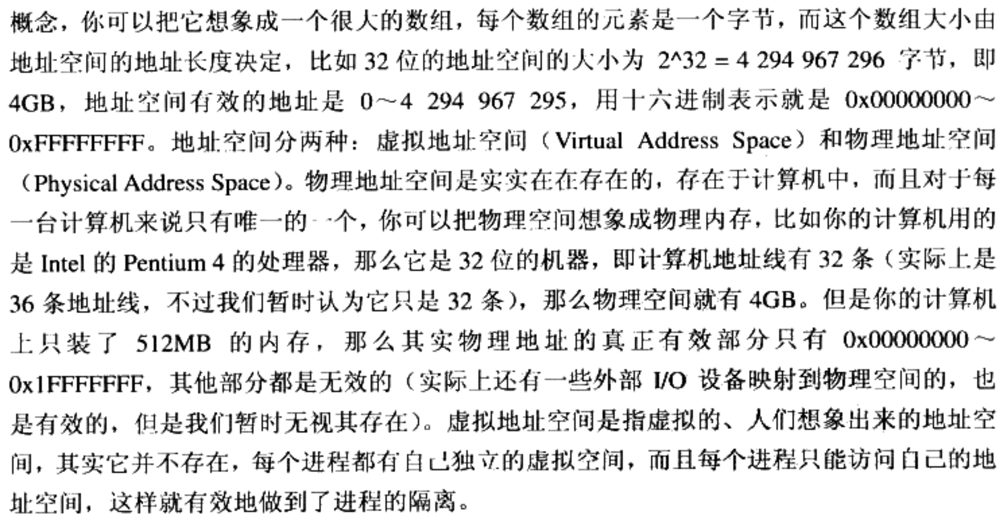 概念，你可以把它想象成一个很大的数组，每个数组的元素是一个字节，而这个数组大小由
地址空间的地址长度决定，比如 32 位的地址空间的大小为 2^32 = 4 294 967 296 字节，即
4GB，地址空间有效的地址是 0～4 294 967 295，用十六进制表示就是 0x00000000～
0xFFFFFFFF。地址空间分两种：虚拟地址空间（Virtual Address Space）和物理地址空间
（Physical Address Space）。物理地址空间是实实在在存在的，存在于计算机中，而且对于每
一台计算机来说只有唯一的一个，你可以把物理空间想象成物理内存，比如你的计算机用的
是 Intel 的 Pentium 4 的处理器，那么它是 32 位的机器，即计算机地址线有 32 条（实际上是
36 条地址线，不过我们暂时认为它只是 32 条），那么物理空间就有 4GB。但是你的计算机
上只装了 512MB 的内存，那么其实物理地址的真正有效部分只有 0x00000000～
0x1FFFFFFF，其他部分都是无效的（实际上还有一些外部 I/O 设备映射到物理空间的，也
是有效的，但是我们暂时无视其存在）。虚拟地址空间是指虚拟的、人们想象出来的地址空
间，其实它并不存在，每个进程都有自己独立的虚拟空间，而且每个进程只能访问自己的地
址空间，这样就有效地做到了进程的隔离。